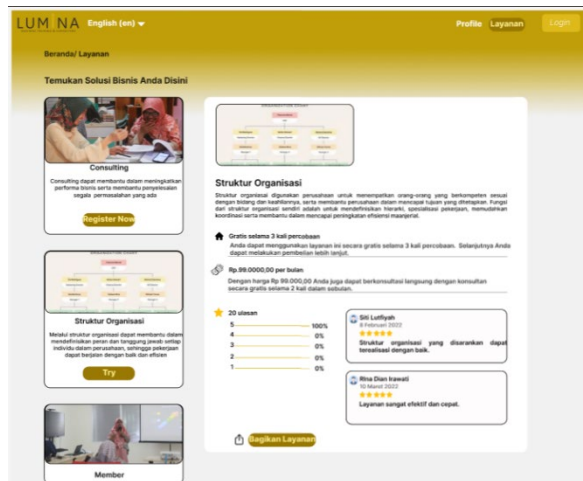 LUMINA
English (en)
Profile
Layanan
Login
Beranda/ Layanan
Temukan Solusi Bisnis Anda Disini
Consulting
Consulting dapat membantu dalam meningkatkan
performa bisnis serta membantu penyelesaian
segala permasalahan yang ada
Register Now
Struktur Organisasi
Melalui struktur organisasi dapat membantu dalam
mendefinisikan peran dan tanggung jawab setiap
individu dalam perusahaan, sehingga pekerjaan
dapat berjalan dengan baik dan efisien
Try
Member
Struktur Organisasi
Struktur organisasi digunakan perusahaan untuk menempatkan orang-orang yang berkompeten sesuai
dengan bidang dan keahliannya, serta membantu perusahaan dalam mencapai tujuan yang ditetapkan. Fungsi
dari struktur organisasi sendiri adalah untuk mendefinisikan hierarki, spesialisasi pekerjaan, memudahkan
koordinasi serta membantu dalam mencapai peningkatan efisiensi
Gratis selama 3 kali percobaan
Anda dapat menggunakan layanan ini secara gratis selama 3 kali percobaan. Selanjutnya Anda
dapat melakukan pembelian lebih lanjut.
Rp.99.0000,00 per bulan
Dengan harga Rp 99.000,00 Anda juga dapat berkonsultasi langsung dengan konsultan
secara gratis selama 2 kali dalam sebulan.
20 ulasan
5 100%
4 0%
3 0%
2 0%
1 0%
Siti Lutfiyah
8 Februari 2022
Struktur organisasi yang disarankan dapat
terealisasi dengan baik.
Rina Dian Irawati
10 Maret 2022
Layanan sangat efektif dan cepat.
Bagikan Layanan